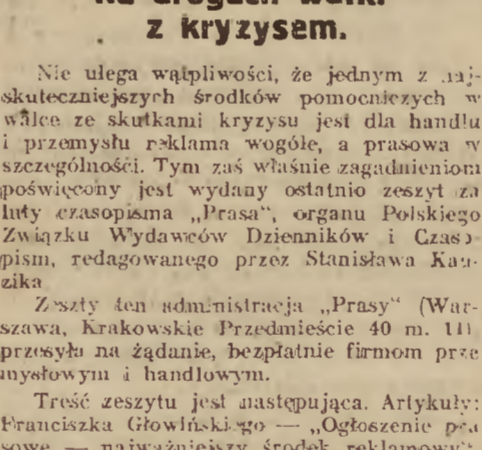 na drogach walki
z kryzysem.
Nie ulega wątpliwości, że jednym z naj-
skuteczniejszych środków pomocniczych w
walce ze skutkami kryzysu jest dla handlu
i przemysłu reklama wogóle, a prasowa w
szczególności. Tym zaś właśnie zagadnieniom
poświęcony jest wydany ostatnio zeszyt za
luty czasopisma „Prasa“, organu Polskiego
Związku Wydawców Dzienników i Czaso-
pism, redagowanego przez Stanisława Kau-
zika
Zeszyty ten administracja „Prasy“ (War-
szawa, Krakowskie Przedmieście 40 m.
przesyła na żądanie, bezpłatnie firmom prze
mysłowym i handlowym.
Treść zeszytu jest następująca. Artykuły:
Franciszka Głowińskiego — „Ogłoszenie pra
sowe — najważniejszy środek reklamowy“,